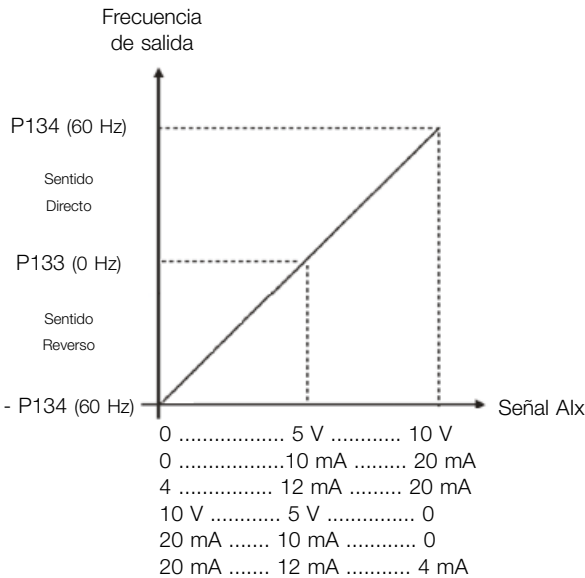 Frecuencia
de salida
P134 (60 Hz)
Sentido
Directo
P133 (0 Hz)
Sentido
Reverso
- P134 (60 Hz)
Señal AIx
0 ................. 5 V ............ 10 V
0 .................10 mA ......... 20 mA
4 ................ 12 mA ......... 20 mA
10 V ............ 5 V .............. 0
20 mA ....... 10 mA ........... 0
20 mA ....... 12 mA ........... 4 mA